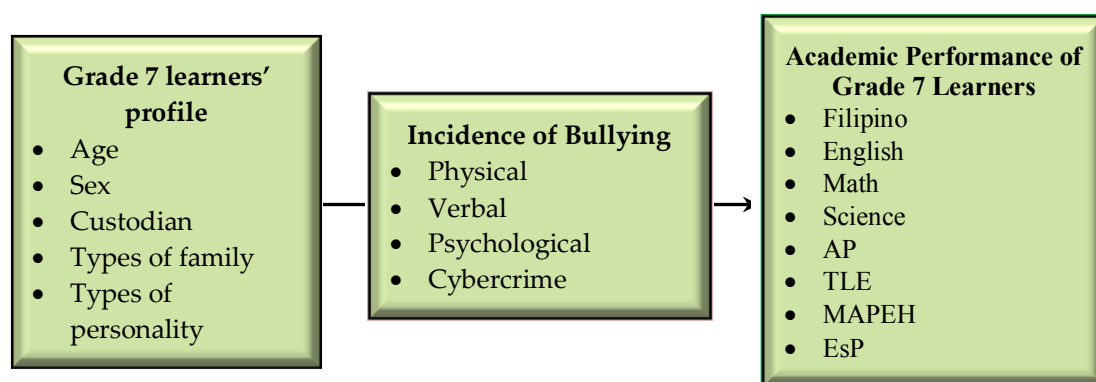 Grade 7 learners'
profile
• Age
• Sex
• Custodian
• Types of family
• Types of
personality
Incidence of Bullying
• Physical
• Verbal
• Psychological
• Cybercrime
Academic Performance of
Grade 7 Learners
• Filipino
• English
• Math
• Science
• AP
• TLE
• MAPEH
• EsP